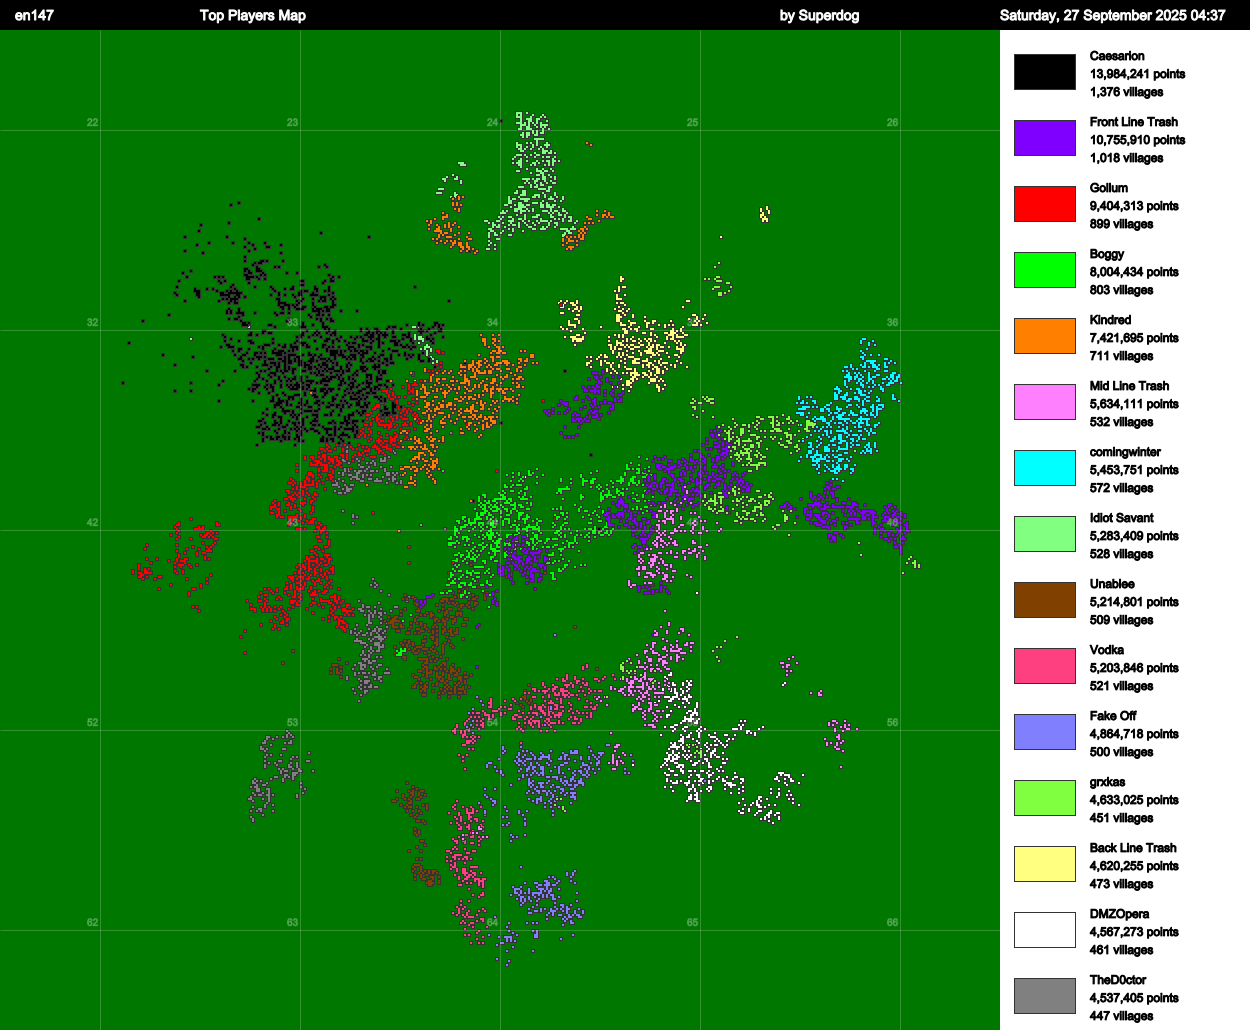 en147 Top Players Map by Superdog Saturday, 27 September 2025 04:37
22 23 24 25 26
32 33 34 36
42 43 45 46
52 53 54 56
62 63 64 65 66
Caesarion
13,984,241 points
1,376 villages
Front Line Trash
10,755,910 points
1,018 villages
Gollum
9,404,313 points
899 villages
Boggy
8,004,434 points
803 villages
Kindred
7,421,695 points
711 villages
Mid Line Trash
5,634,111 points
532 villages
comingwinter
5,453,751 points
572 villages
Idiot Savant
5,283,409 points
528 villages
Unablee
5,214,801 points
509 villages
Vodka
5,203,846 points
521 villages
Fake Off
4,864,718 points
500 villages
grxkas
4,633,025 points
451 villages
Back Line Trash
4,620,255 points
473 villages
DMZOpera
4,567,273 points
461 villages
TheD0ctor
4,537,405 points
447 villages